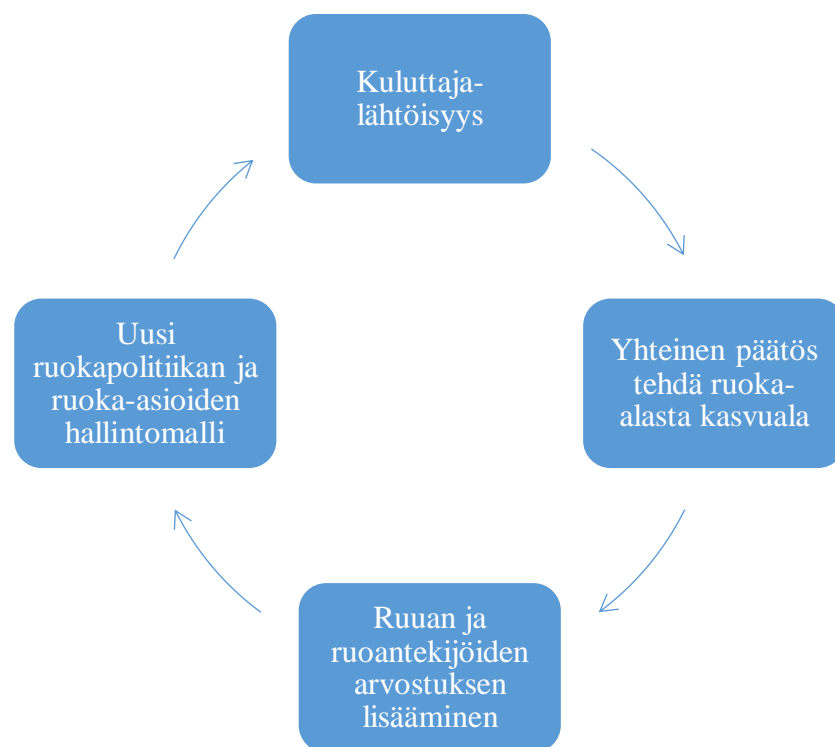 Kuluttaja-
lähtöisyys
Yhteinen päätös
tehdä ruoka-
alasta kasvuala
Ruuan ja
ruoantekijöiden
arvostuksen
lisääminen
Uusi
ruokapolitiikan ja
ruoka-asioiden
hallintomalli